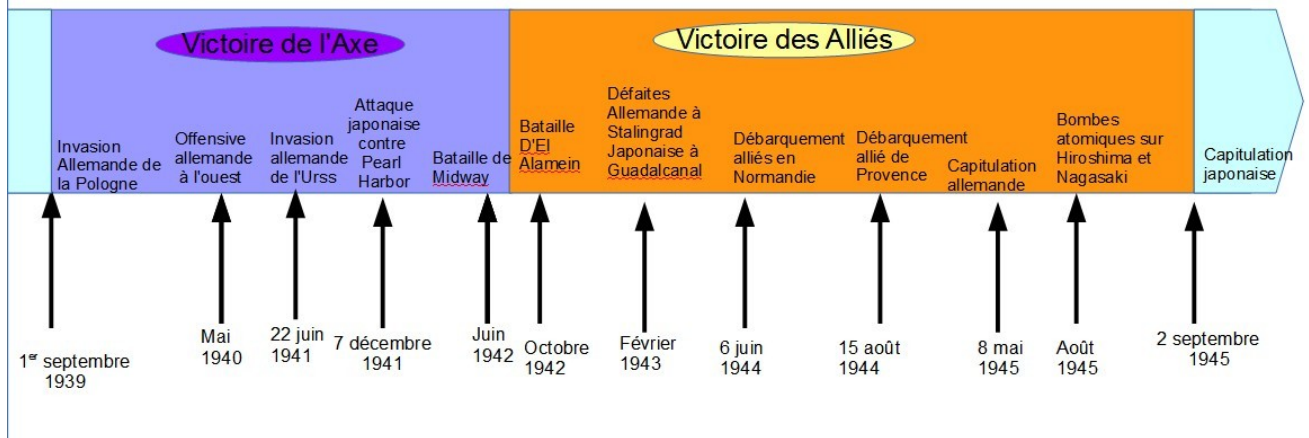 Victoire de l'Axe
Victoire des Alliés
Invasion
Allemande de
la Pologne
Offensive
allemande
à l'ouest
Invasion
allemande
de l'Urss
Attaque
japonaise
contre
Pearl
Harbor
Bataille de
Midway
Bataille
D'El
Alamein
Défaites
Allemande à
Stalingrad
Japonaise à
Guadalcanal
Débarquement
alliés en
Normandie
Débarquement
allié de
Provence
Capitulation
allemande
Bombes
atomiques sur
Hiroshima et
Nagasaki
Capitulation
japonaise
1er septembre
1939
Mai
1940
22 juin
1941
7 décembre
1941
Juin
1942
Octobre
1942
Février
1943
6 juin
1944
15 août
1944
8 mai
1945
Août
1945
2 septembre
1945